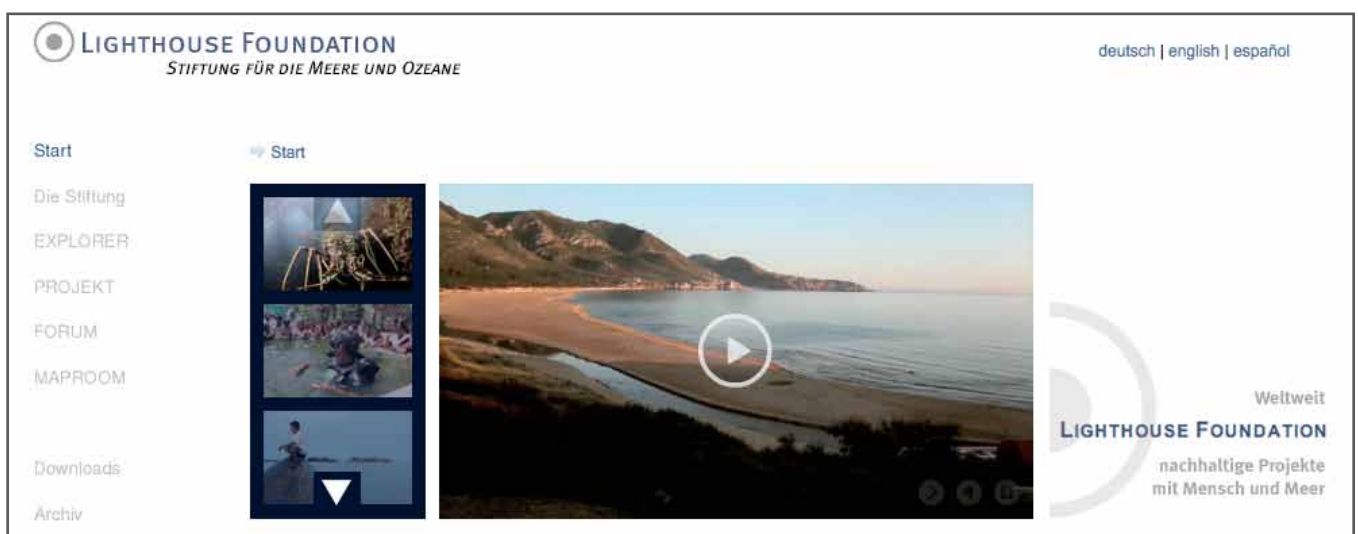 LIGHTHOUSE FOUNDATION
STIFTUNG FÜR DIE MEERE UND OZEANE
deutsch | english | español
Start
Die Stiftung
EXPLORER
PROJEKT
FORUM
MAPROOM
Downloads
Archiv
Start
Weltweit
LIGHTHOUSE FOUNDATION
nachhaltige Projekte
mit Mensch und Meer